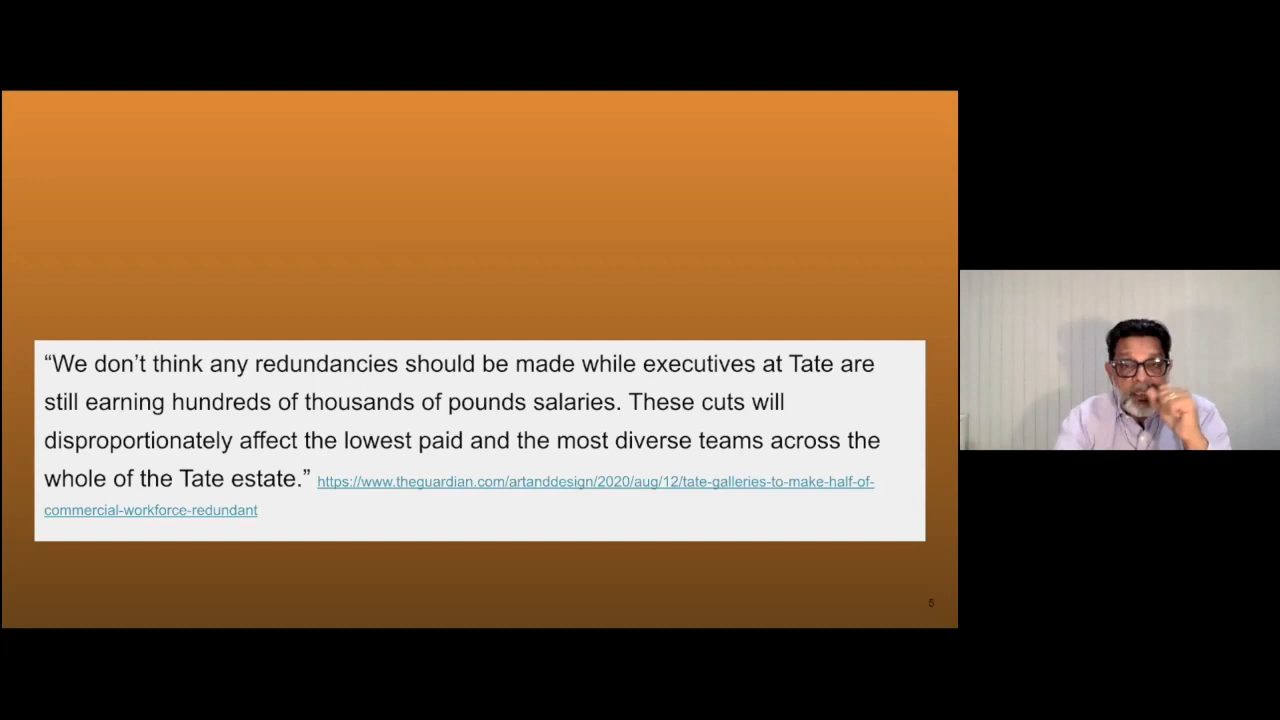 “We don’t think any redundancies should be made while executives at Tate are
still earning hundreds of thousands of pounds salaries. These cuts will
disproportionately affect the lowest paid and the most diverse teams across the
whole of the Tate estate.” https://www.theguardian.com/artanddesign/2020/aug/12/tate-galleries-to-make-half-of-
commercial-workforce-redundant
5